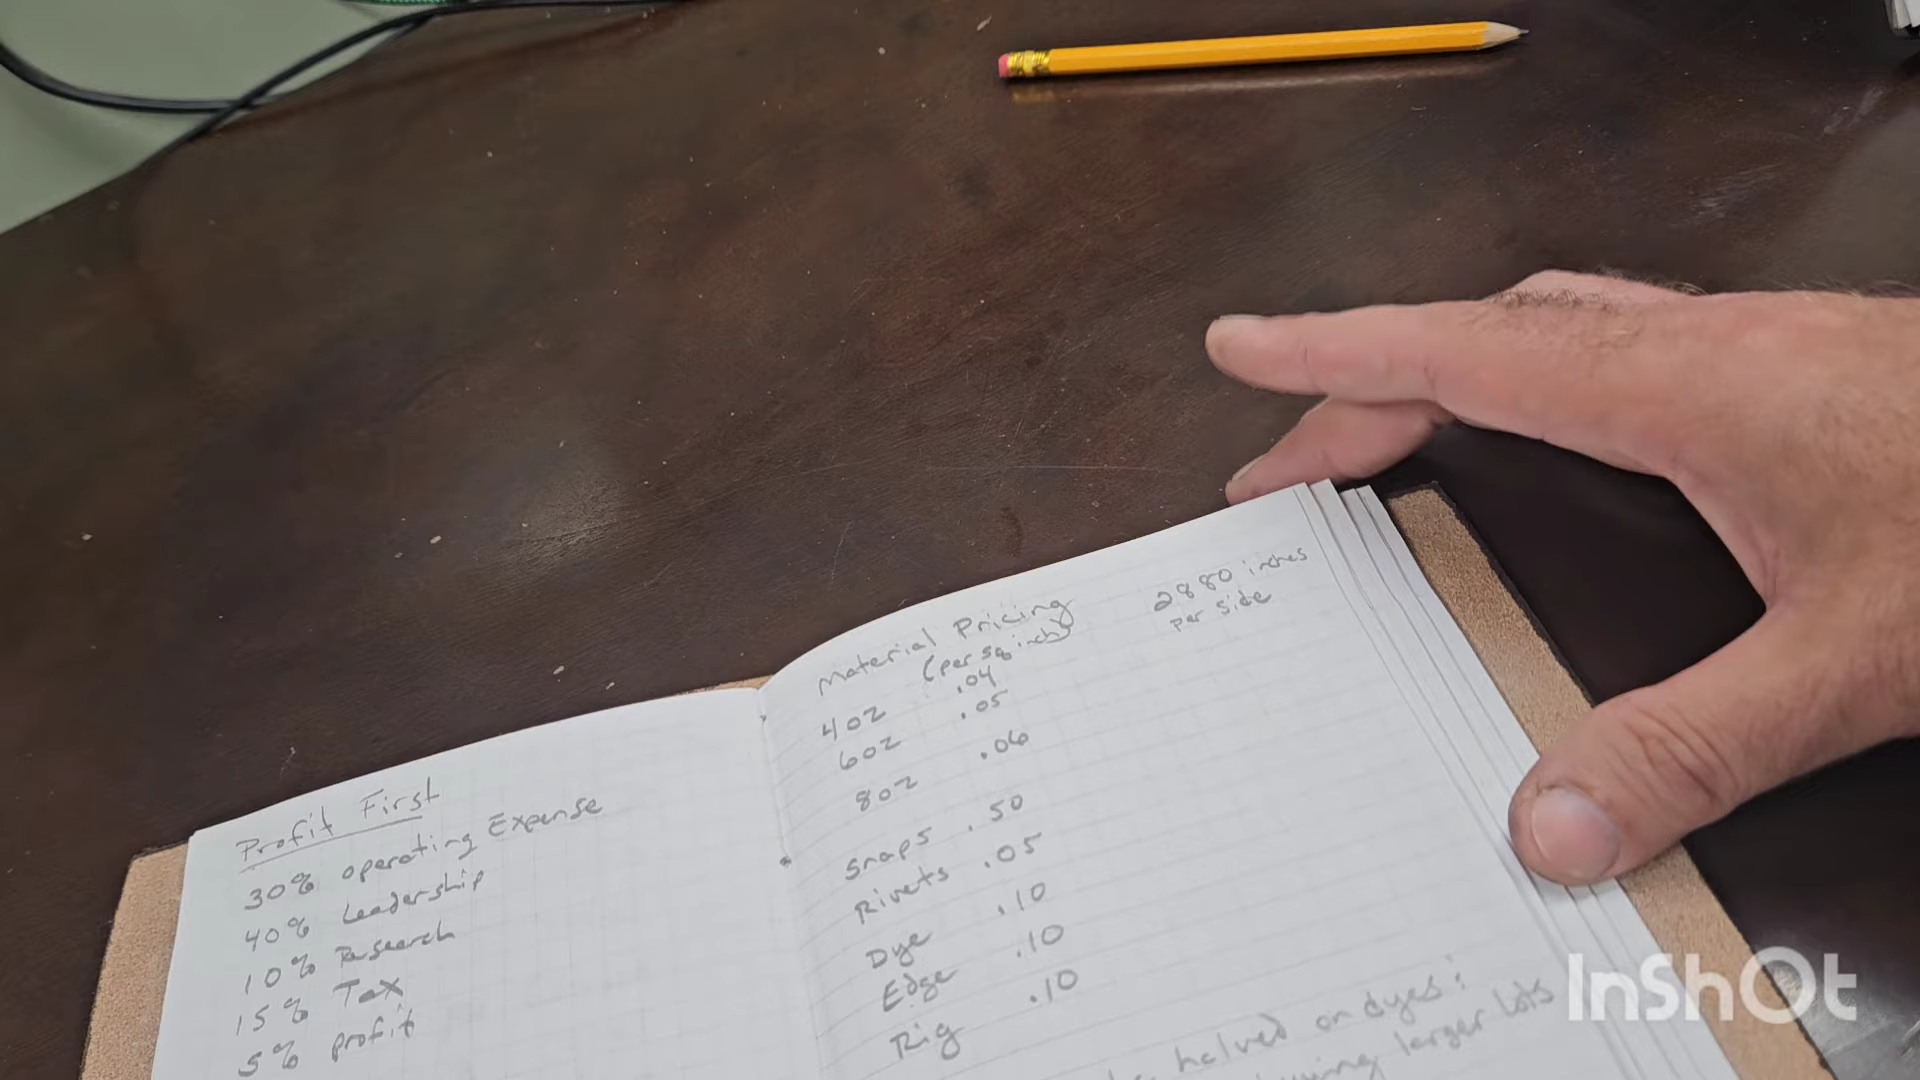 Profit First
30% operating Expense
40% Leadership
10% Research
15% Tax
5% profit
Material Pricing
(per sq inch)
2880 inches
per side
4oz .04
6oz .05
8oz .06
Snaps .50
Rivets .05
Dye .10
Edge .10
Rig .10
halved on dyes:
larger lots
InShOt